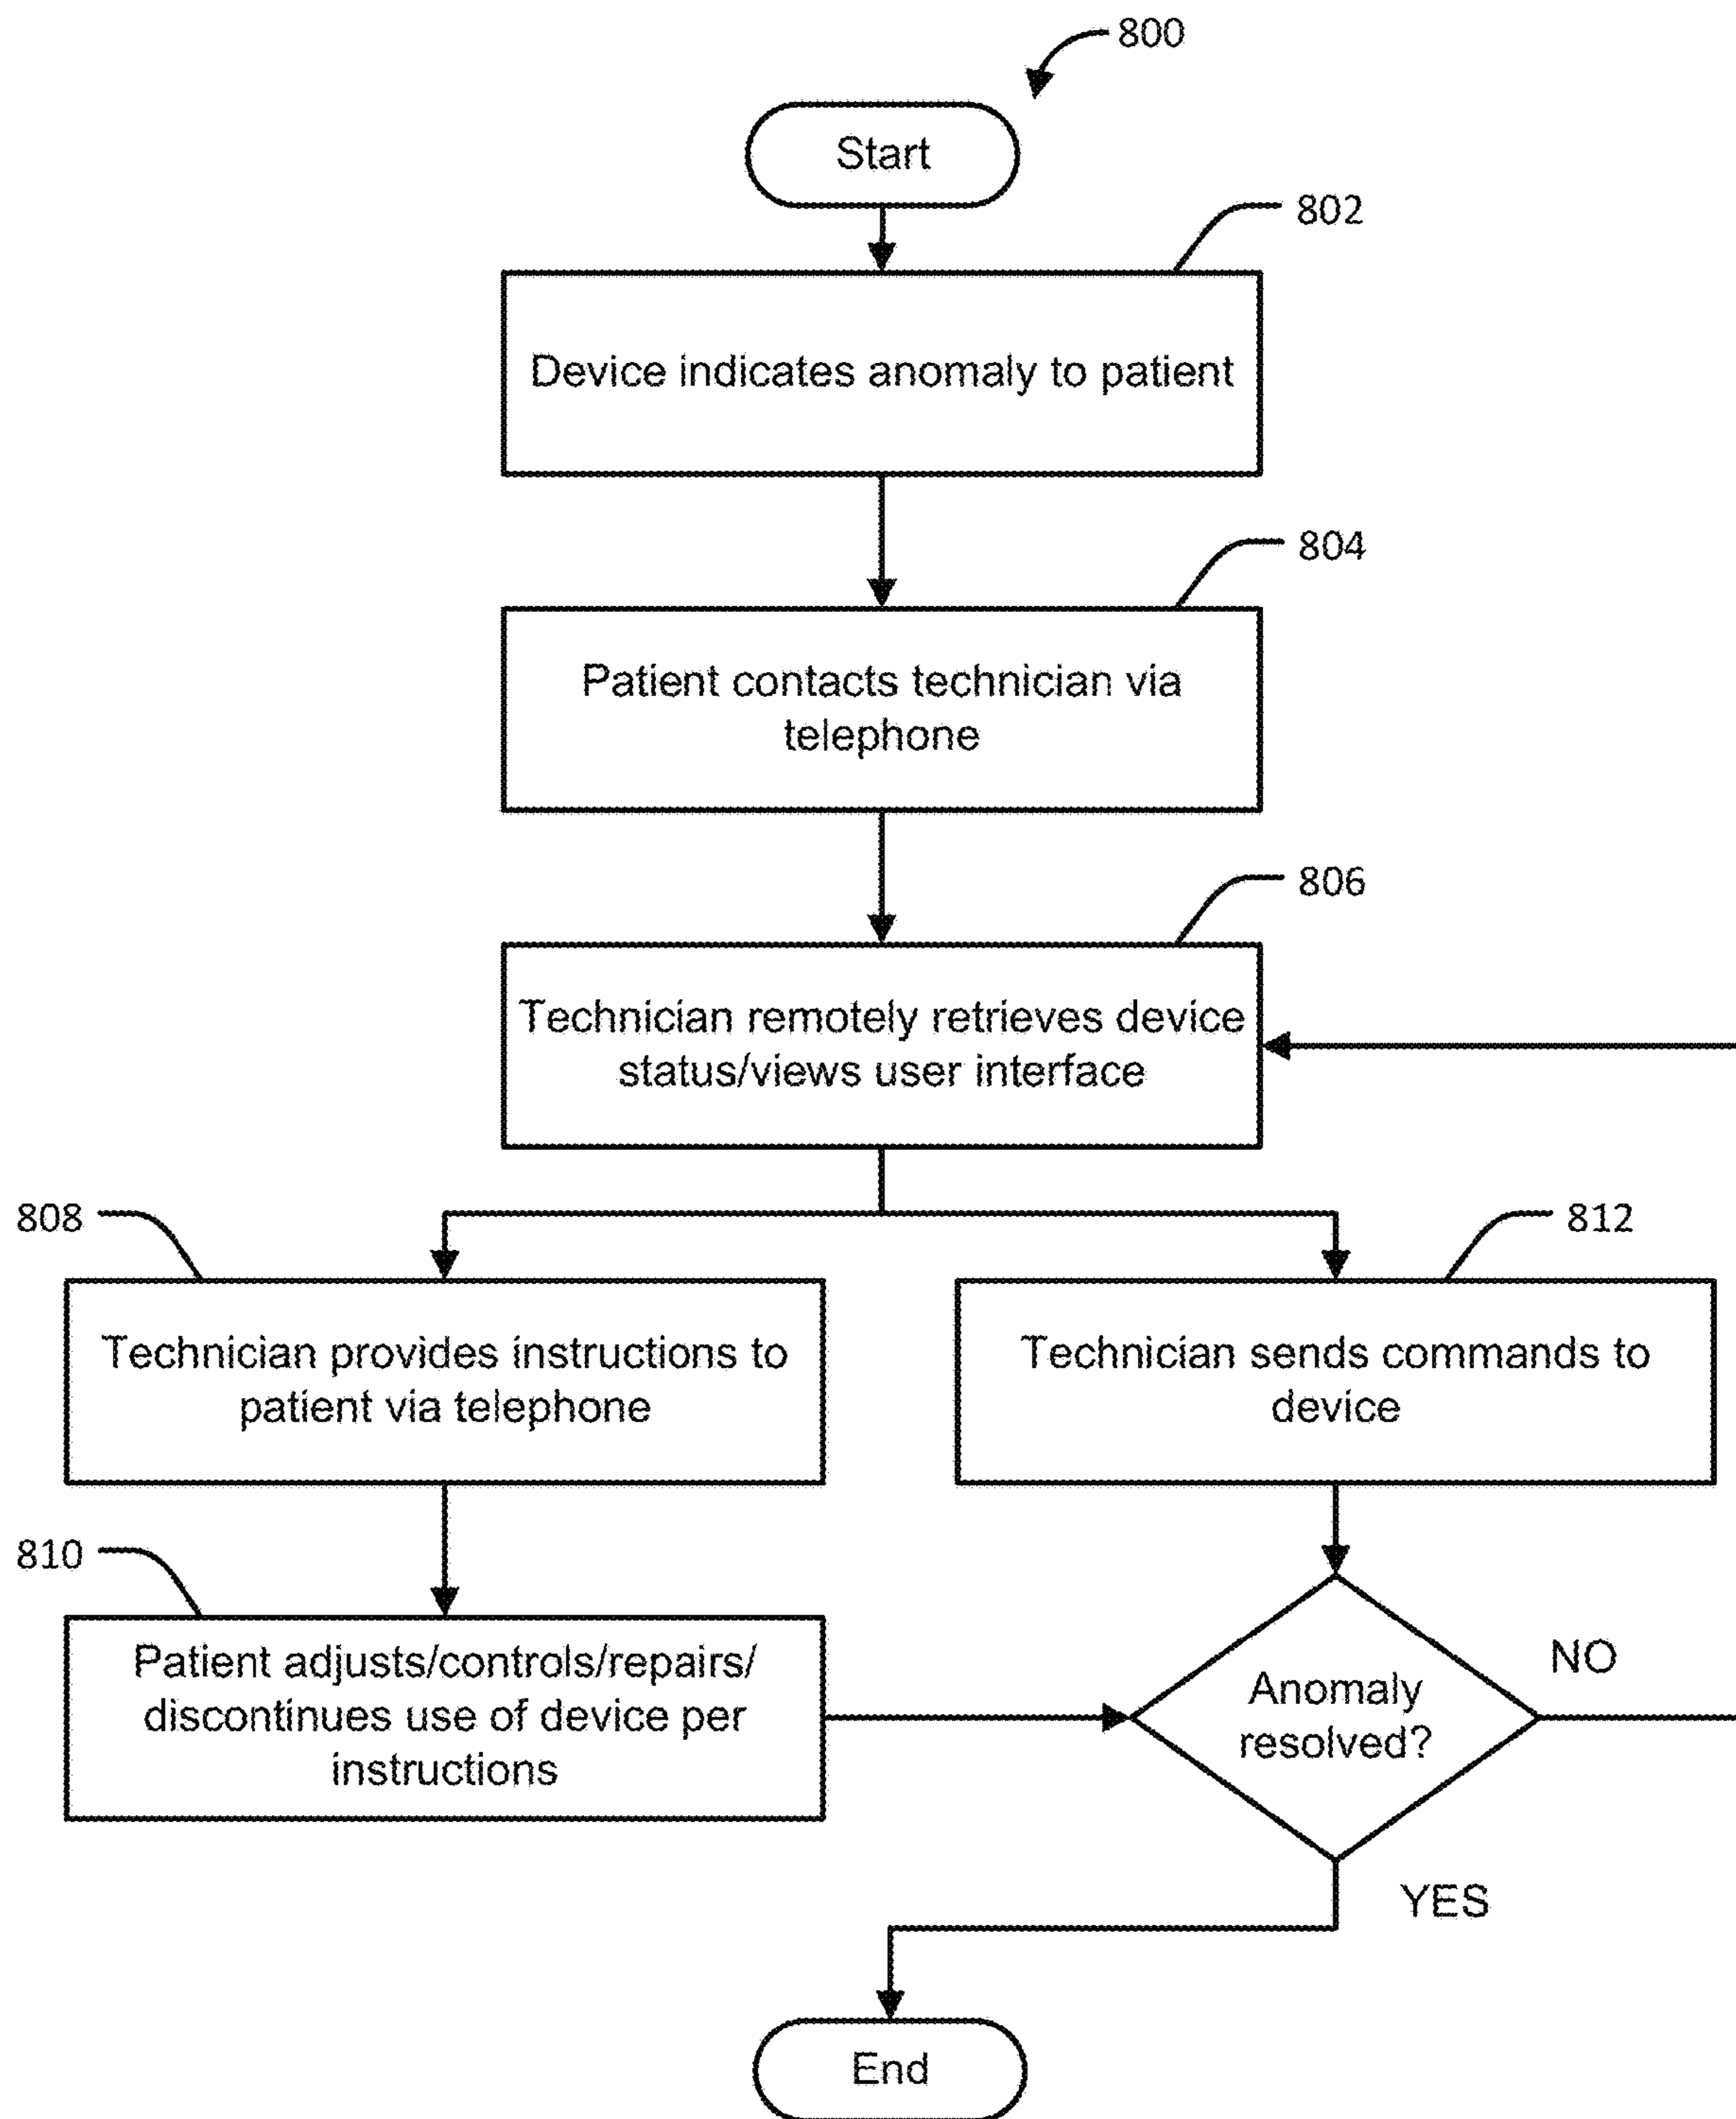 800
Start
802
Device indicates anomaly to patient
804
Patient contacts technician via
telephone
806
Technician remotely retrieves device
status/views user interface
808
812
Technician provides instructions to
patient via telephone
Technician sends commands to
device
810
Patient adjusts/controls/repairs/
discontinues use of device per
instructions
Anomaly
resolved?
NO
YES
End